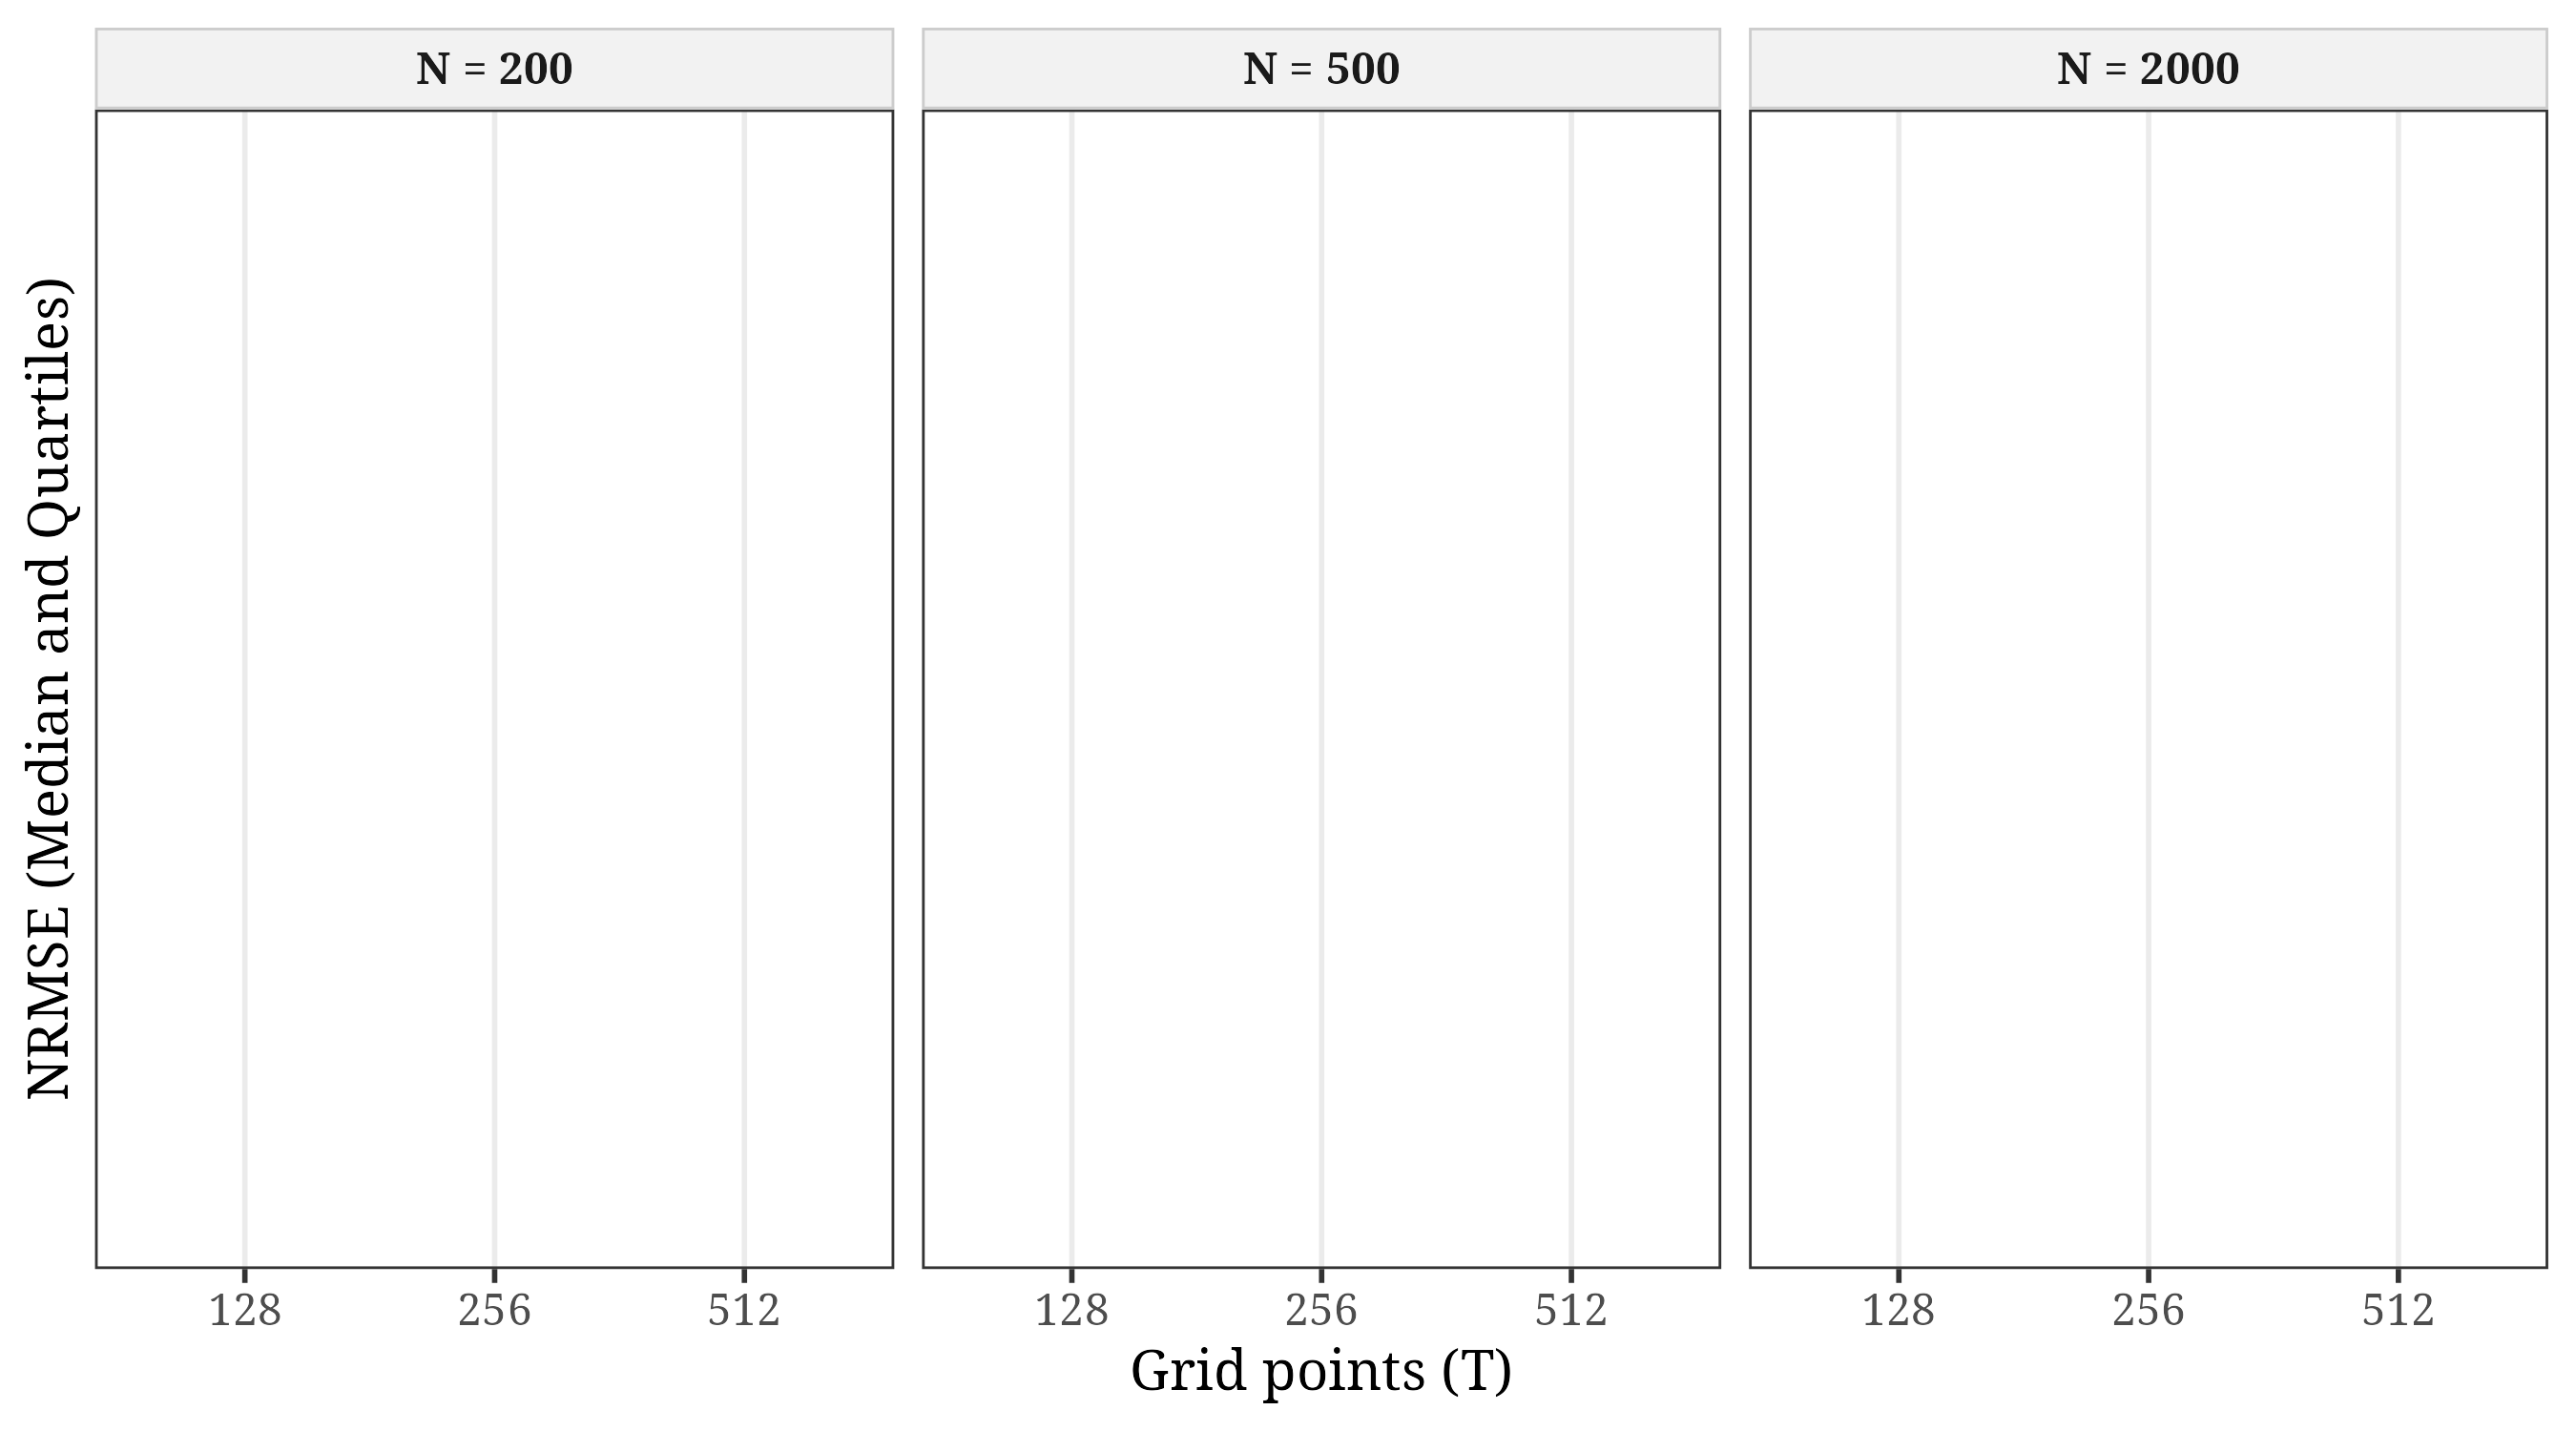 N = 200
N = 500
N = 2000
NRMSE (Median and Quartiles)
128 256 512 128 256 512 128 256 512
Grid points (T)